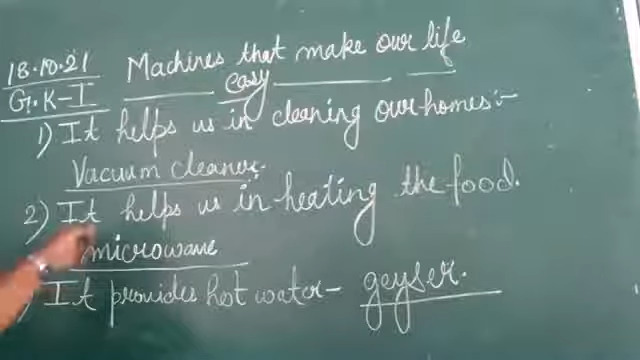 18.10.21
G.K-I
Machines that make our life
easy
1) It helps us in cleaning our homes:-
Vacuum cleaner.
2) It helps us in heating the food.
microwave
) It provides hot water- geyser.